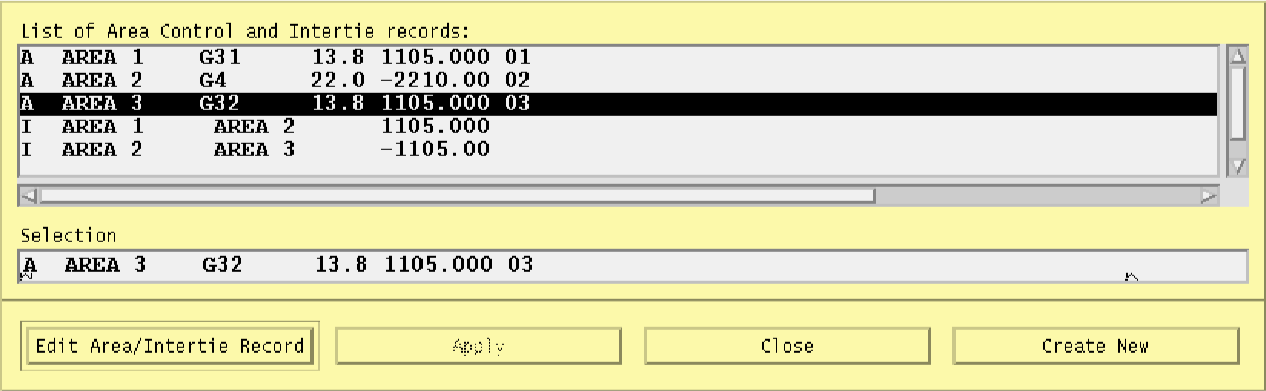 List of Area Control and Intertie records:
A AREA 1 G31 13.8 1105.000 01
A AREA 2 G4 22.0 -2210.00 02
A AREA 3 G32 13.8 1105.000 03
I AREA 1 AREA 2 1105.000
I AREA 2 AREA 3 -1105.00
Selection
A AREA 3 G32 13.8 1105.000 03
Edit Area/Intertie Record Apply Close Create New